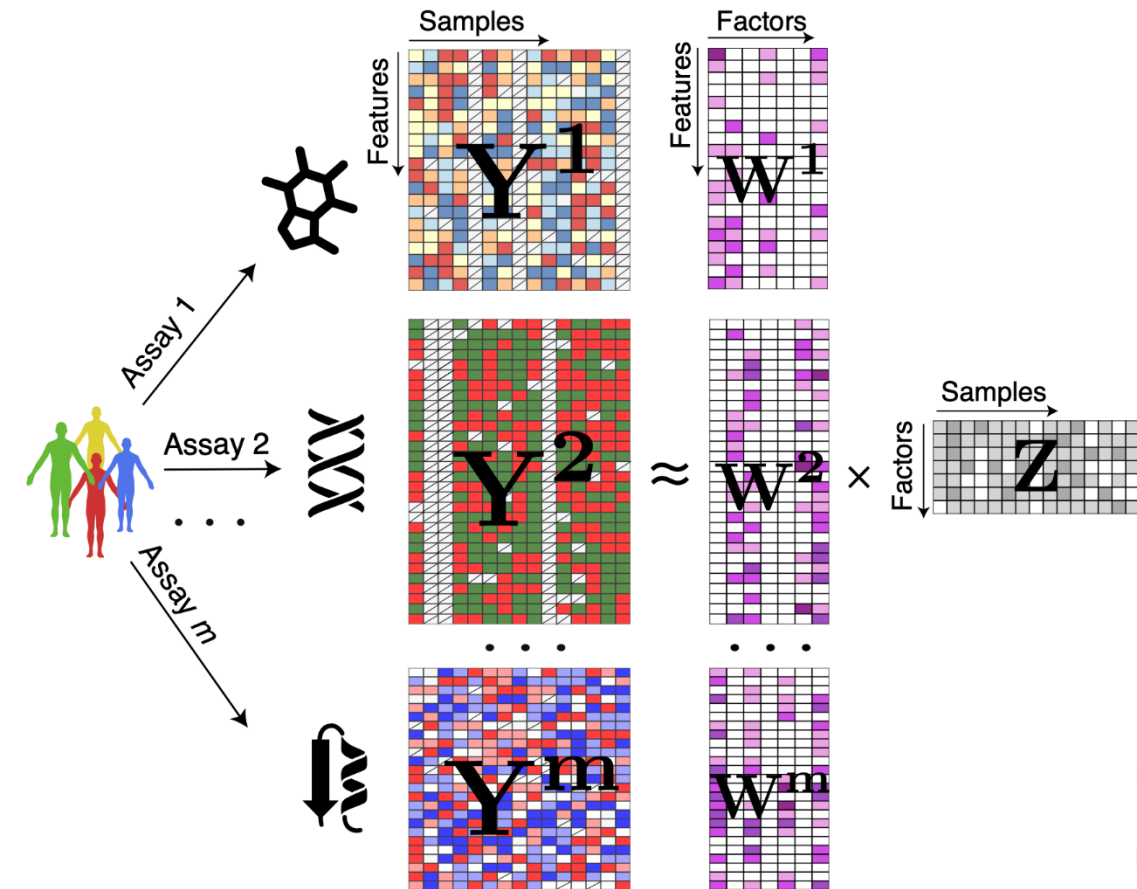 Samples
Features
Y¹
Factors
Features
W¹
Assay 1
Assay 2
• • •
Assay m
Y²
≈
W²
×
Samples
Factors
Z
• • •
• • •
Yᵐ
Wᵐ